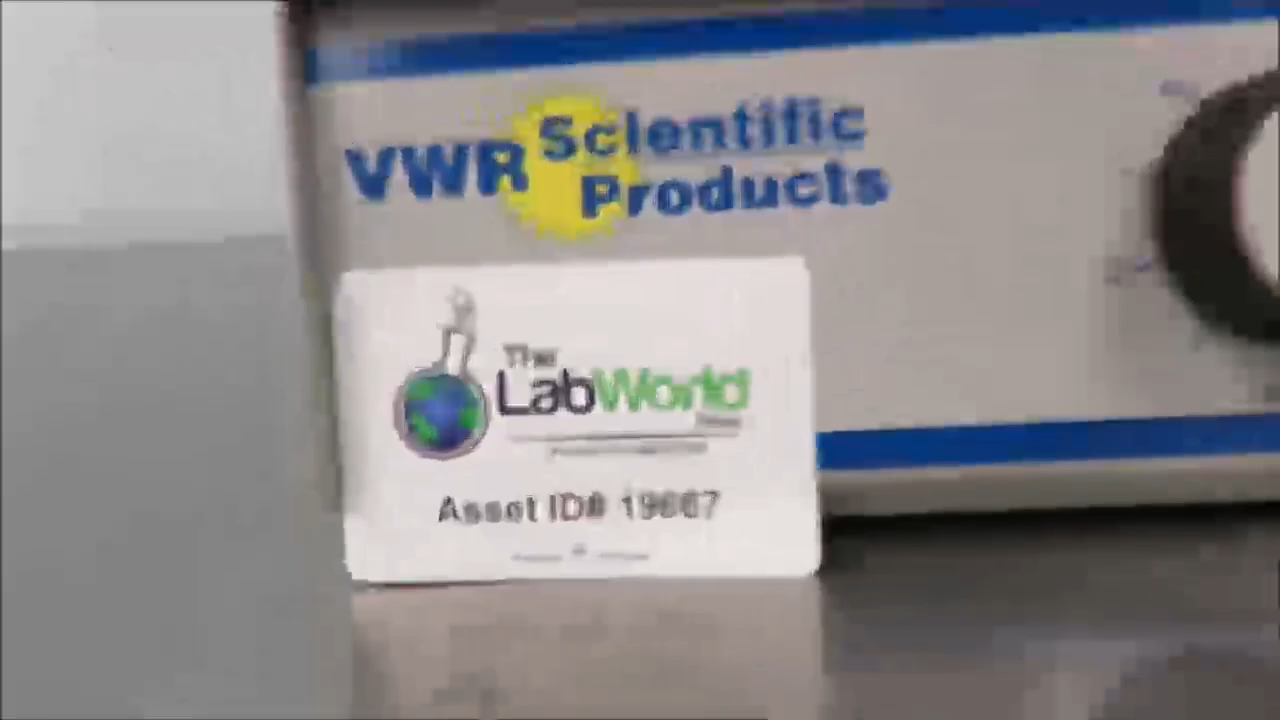 VWR Scientific
Products
The
LabWorld
Asset ID# 19667